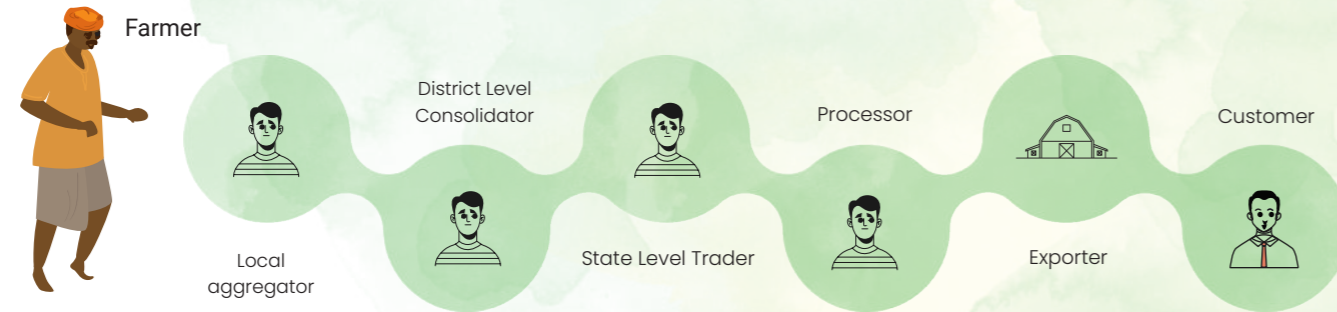 Farmer
Local
aggregator
District Level
Consolidator
State Level Trader
Processor
Exporter
Customer